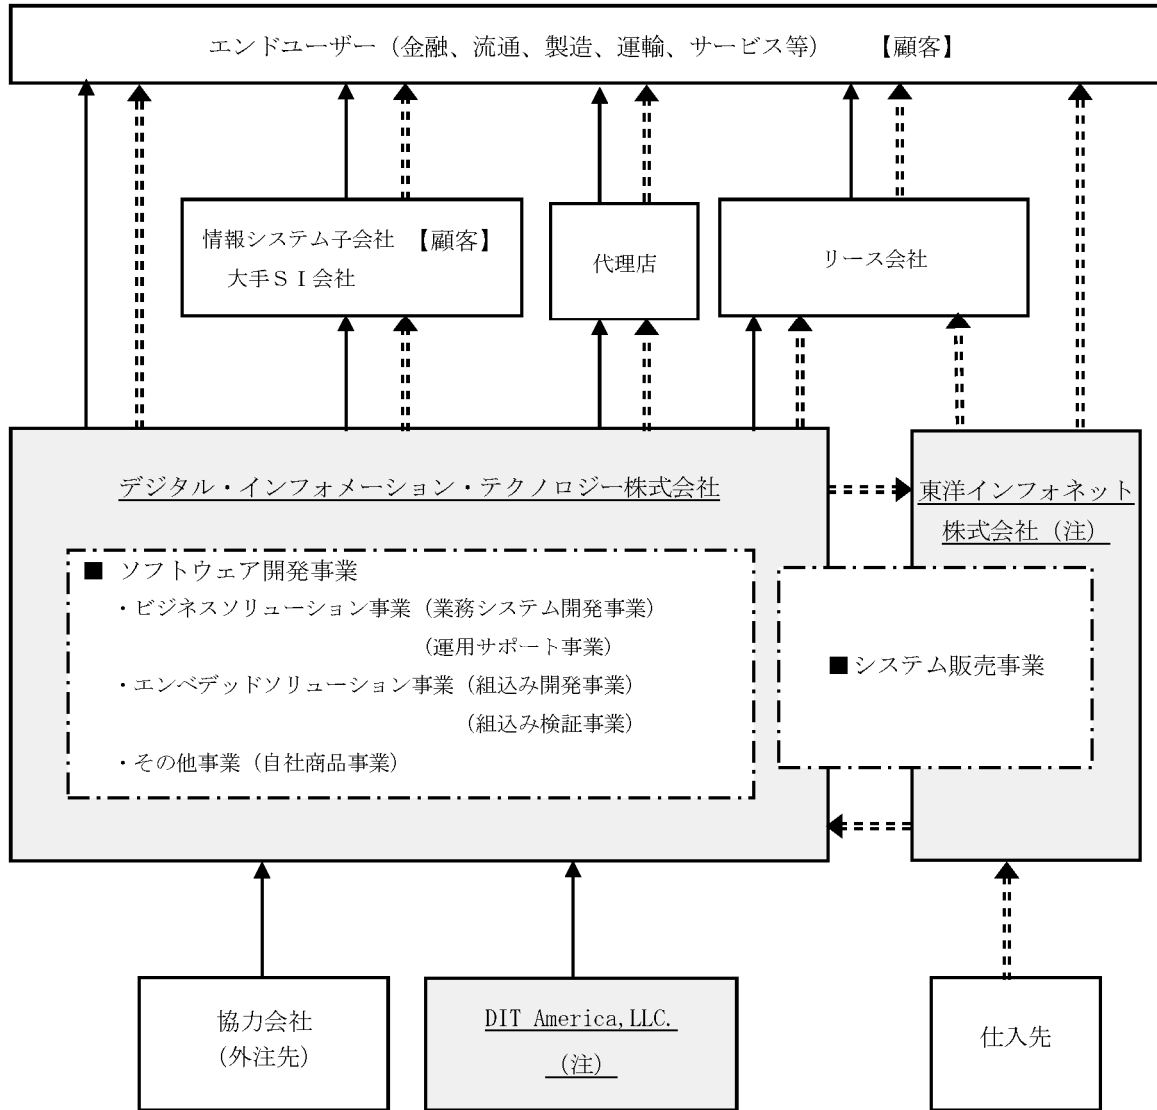 エンドユーザー（金融、流通、製造、運輸、サービス等）　【顧客】
情報システム子会社　【顧客】
大手ＳＩ会社
代理店
リース会社
デジタル・インフォメーション・テクノロジー株式会社
東洋インフォネット
株式会社（注）
■　ソフトウェア開発事業
・ビジネスソリューション事業（業務システム開発事業）
（運用サポート事業）
・エンベデッドソリューション事業（組込み開発事業）
（組込み検証事業）
・その他事業（自社商品事業）
■システム販売事業
協力会社
（外注先）
DIT America,LLC.
（注）
仕入先